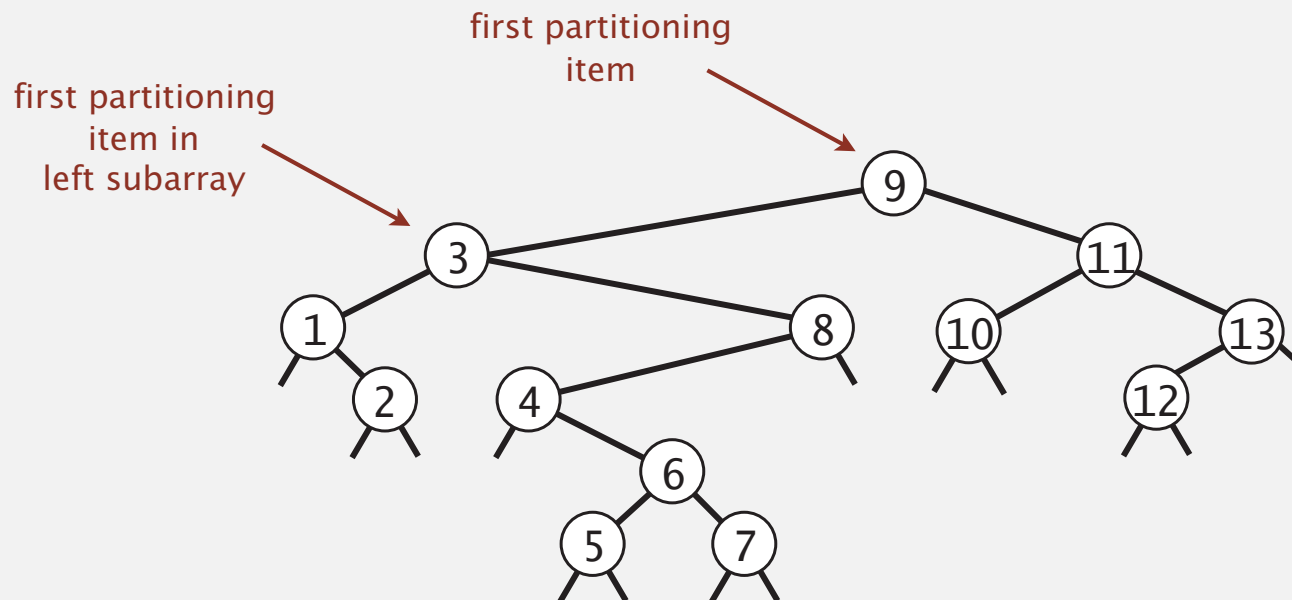 first partitioning
item
first partitioning
item in
left subarray
9
3
11
1
8
10
13
2
4
12
6
5
7